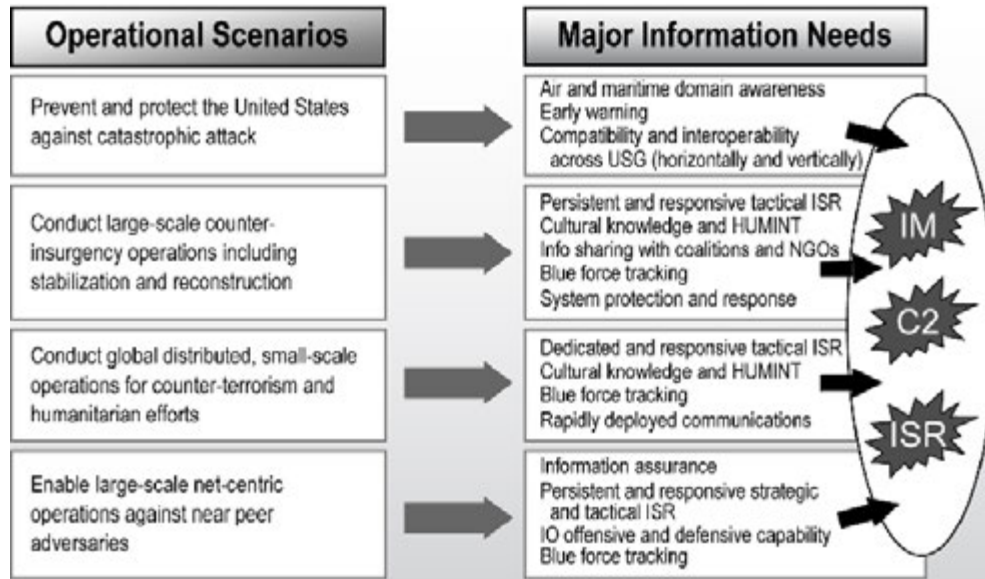 Operational Scenarios
Major Information Needs
Prevent and protect the United States
against catastrophic attack
Air and maritime domain awareness
Early warning
Compatibility and interoperability
across USG (horizontally and vertically)
Conduct large-scale counter-
insurgency operations including
stabilization and reconstruction
Persistent and responsive tactical ISR
Cultural knowledge and HUMINT
Info sharing with coalitions and NGOs
Blue force tracking
System protection and response
Conduct global distributed, small-scale
operations for counter-terrorism and
humanitarian efforts
Dedicated and responsive tactical ISR
Cultural knowledge and HUMINT
Blue force tracking
Rapidly deployed communications
Enable large-scale net-centric
operations against near peer
adversaries
Information assurance
Persistent and responsive strategic
and tactical ISR
IO offensive and defensive capability
Blue force tracking
IM
C2
ISR